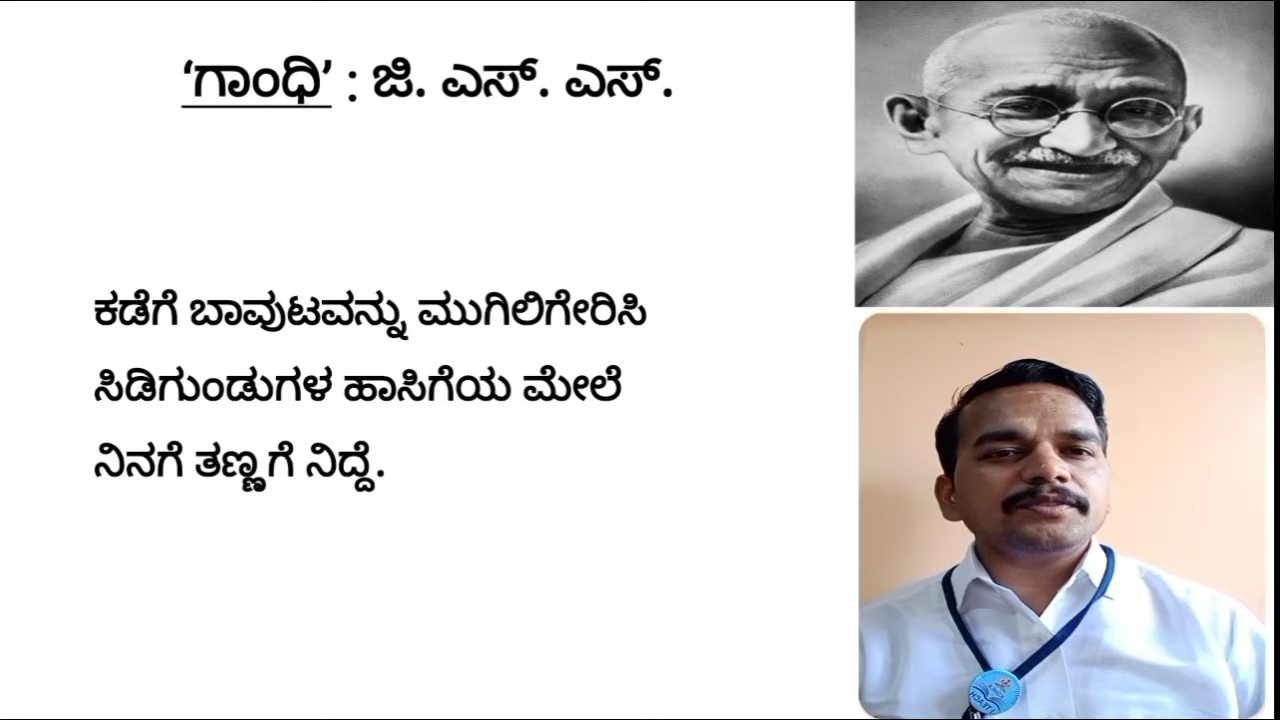 ‘ಗಾಂಧಿ’ : ಜಿ. ಎಸ್. ಎಸ್.
ಕಡೆಗೆ ಬಾವುಟವನ್ನು ಮುಗಿಲಿಗೇರಿಸಿ
ಸಿಡಿಗುಂಡುಗಳ ಹಾಸಿಗೆಯ ಮೇಲೆ
ನಿನಗೆ ತಣ್ಣಗೆ ನಿದ್ದೆ.